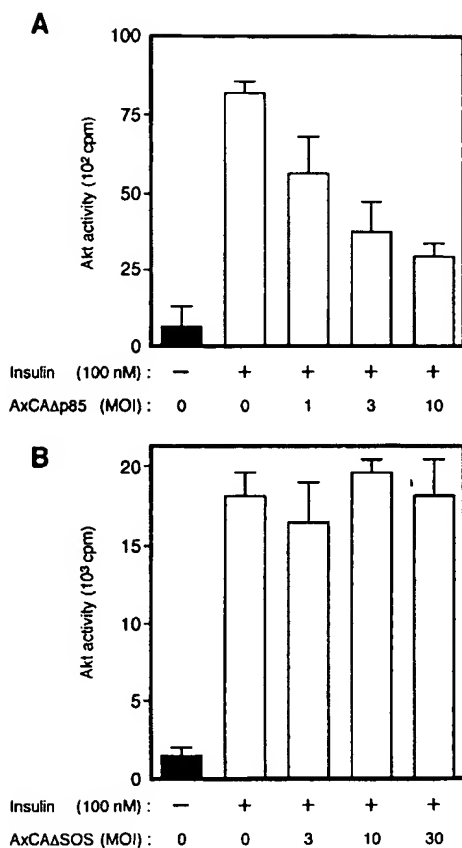 A
100
75
50
25
0
Akt activity (10² cpm)
Insulin (100 nM) : − + + + +
AxCAΔp85 (MOI) : 0 0 1 3 10
B
20
15
10
5
0
Akt activity (10³ cpm)
Insulin (100 nM) : − + + + +
AxCAΔSOS (MOI) : 0 0 3 10 30